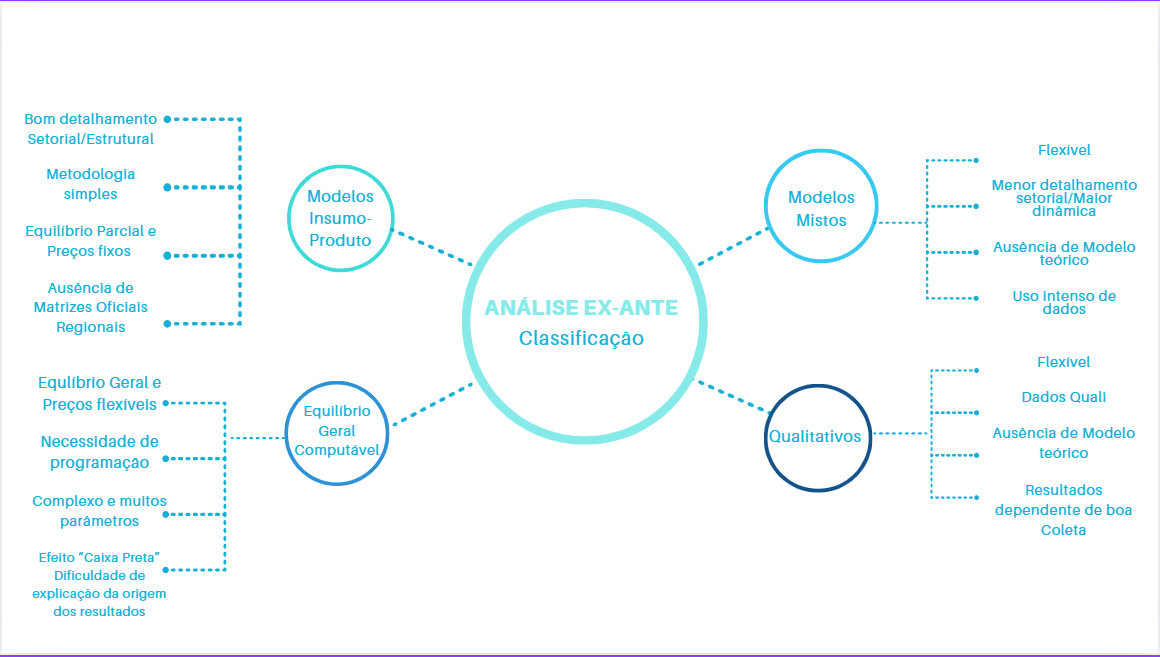 ANÁLISE EX-ANTE
Classificação
Modelos
Insumo-
Produto
Bom detalhamento
Setorial/Estrutural
Metodologia
simples
Equilíbrio Parcial e
Preços fixos
Ausência de
Matrizes Oficiais
Regionais
Equilíbrio
Geral
Computável
Equlíbrio Geral e
Preços flexíveis
Necessidade de
programação
Complexo e muitos
parâmetros
Efeito “Caixa Preta”
Dificuldade de
explicação da origem
dos resultados
Modelos
Mistos
Flexível
Menor detalhamento
setorial/Maior
dinâmica
Ausência de Modelo
teórico
Uso intenso de
dados
Qualitativos
Flexível
Dados Quali
Ausência de Modelo
teórico
Resultados
dependente de boa
Coleta